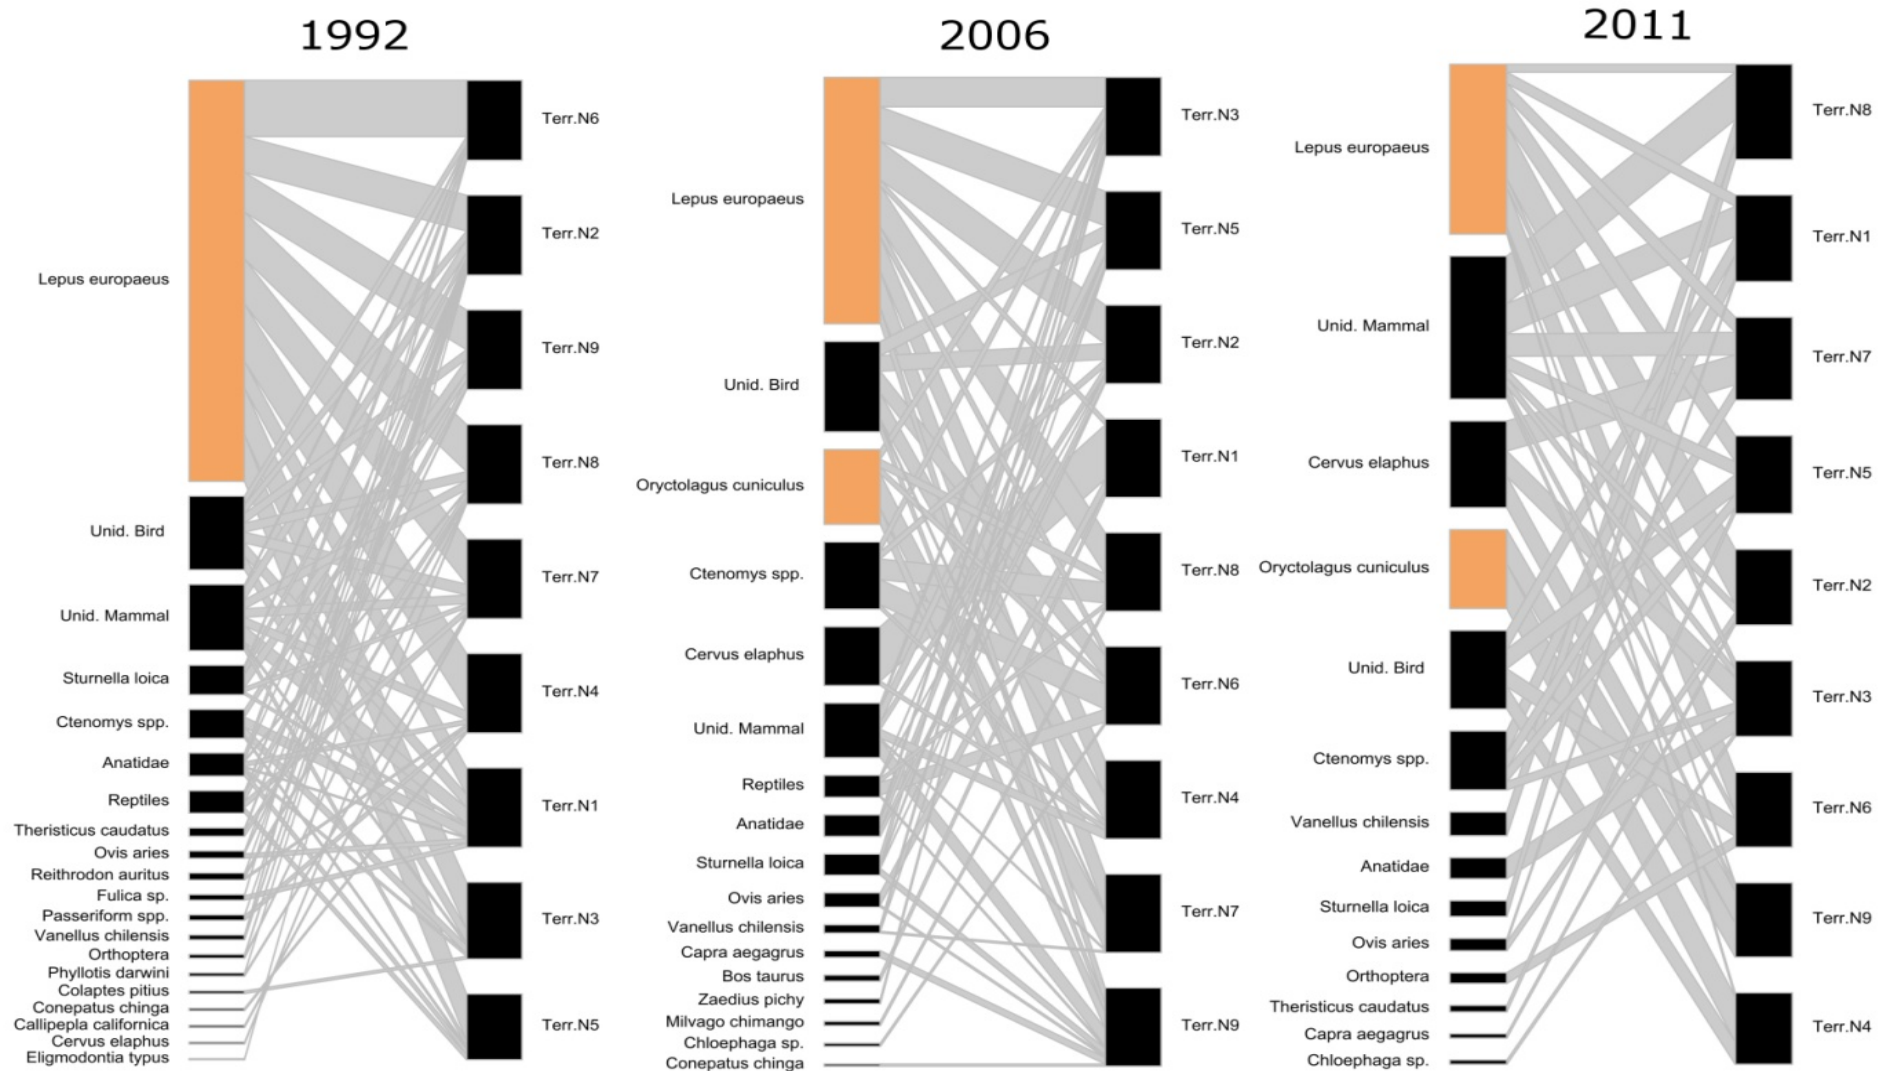 1992
Lepus europaeus
Unid. Bird
Unid. Mammal
Sturnella loica
Ctenomys spp.
Anatidae
Reptiles
Theristicus caudatus
Ovis aries
Reithrodon auritus
Fulica sp.
Passeriform spp.
Vanellus chilensis
Orthoptera
Phyllotis darwini
Colaptes pitius
Conepatus chinga
Callipepla californica
Cervus elaphus
Eligmodontia typus
Terr.N6
Terr.N2
Terr.N9
Terr.N8
Terr.N7
Terr.N4
Terr.N1
Terr.N3
Terr.N5
2006
Lepus europaeus
Unid. Bird
Oryctolagus cuniculus
Ctenomys spp.
Cervus elaphus
Unid. Mammal
Reptiles
Anatidae
Sturnella loica
Ovis aries
Vanellus chilensis
Capra aegagrus
Bos taurus
Zaedius pichy
Milvago chimango
Chloephaga sp.
Conepatus chinga
Terr.N3
Terr.N5
Terr.N2
Terr.N1
Terr.N8
Terr.N6
Terr.N4
Terr.N7
Terr.N9
2011
Lepus europaeus
Unid. Mammal
Cervus elaphus
Oryctolagus cuniculus
Unid. Bird
Ctenomys spp.
Vanellus chilensis
Anatidae
Sturnella loica
Ovis aries
Orthoptera
Theristicus caudatus
Capra aegagrus
Chloephaga sp.
Terr.N8
Terr.N1
Terr.N7
Terr.N5
Terr.N2
Terr.N3
Terr.N6
Terr.N9
Terr.N4